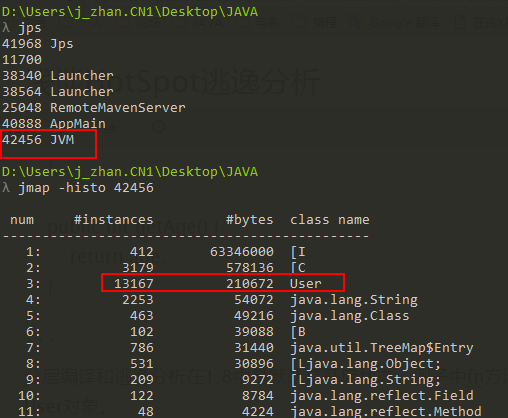 D:\Users\j_zhan.CN1\Desktop\JAVA
λ jps
41968 Jps
11700
38340 Launcher
38564 Launcher
25048 RemoteMavenServer
40888 AppMain
42456 JVM
D:\Users\j_zhan.CN1\Desktop\JAVA
λ jmap -histo 42456
num #instances #bytes class name
----------------------------------------------
1: 412 63346000 [I
2: 3179 578136 [C
3: 13167 210672 User
4: 2253 54072 java.lang.String
5: 463 49216 java.lang.Class
6: 102 39088 [B
7: 786 31440 java.util.TreeMap$Entry
8: 531 30896 [Ljava.lang.Object;
9: 209 9272 [Ljava.lang.String;
10: 122 8784 java.lang.reflect.Field
11: 48 4224 java.lang.reflect.Method